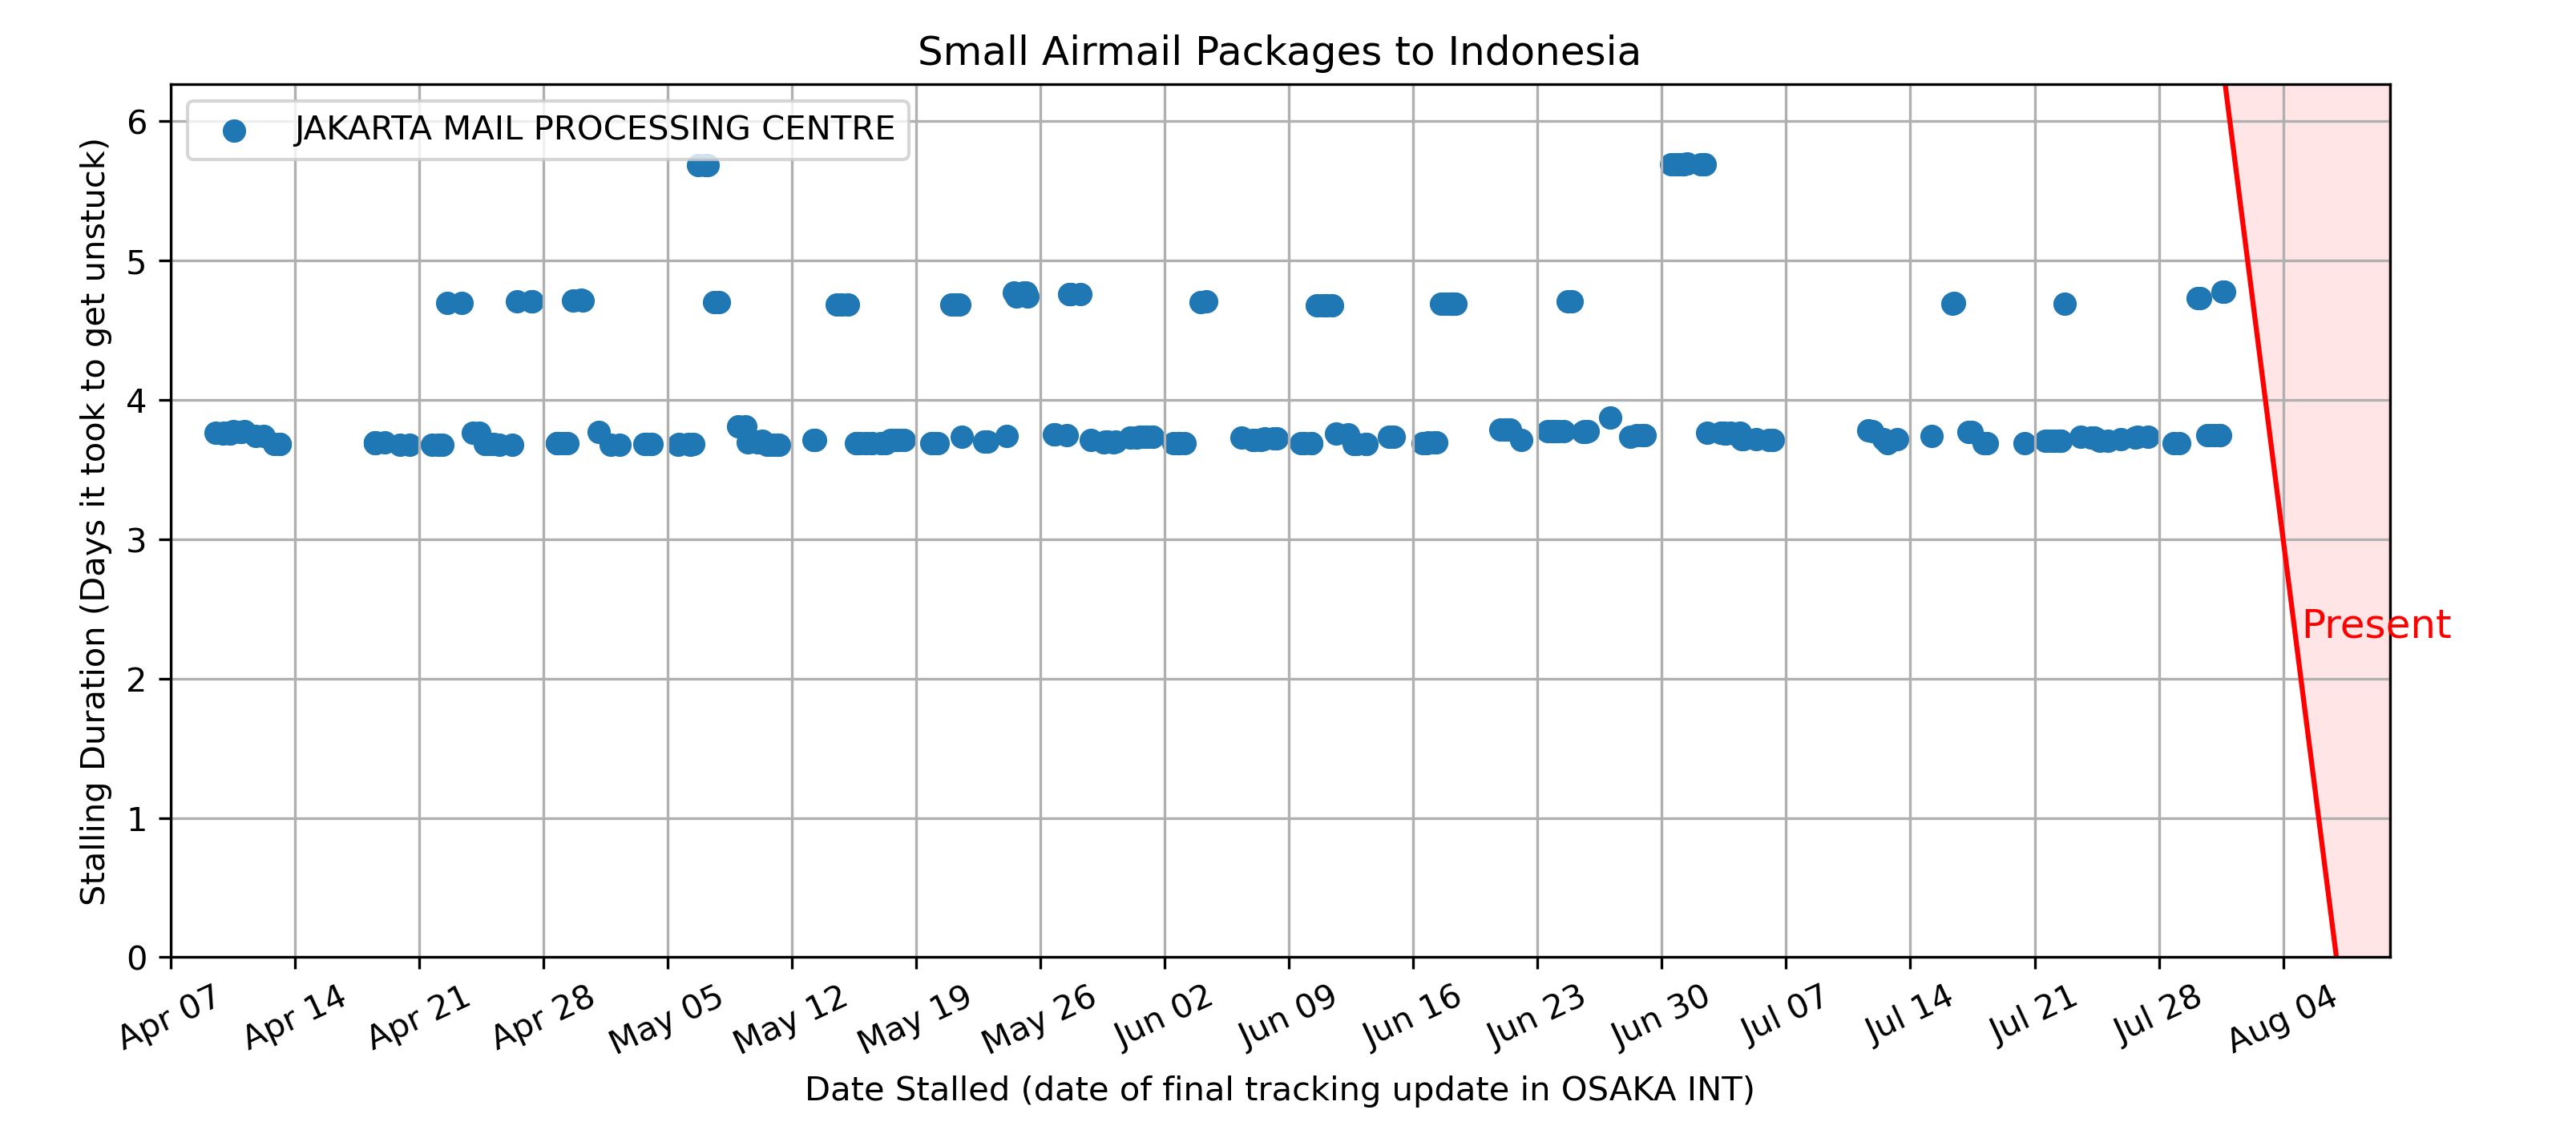 Small Airmail Packages to Indonesia
JAKARTA MAIL PROCESSING CENTRE
Stalling Duration (Days it took to get unstuck)
6
5
4
3
2
1
0
Present
Apr 07
Apr 14
Apr 21
Apr 28
May 05
May 12
May 19
May 26
Jun 02
Jun 09
Jun 16
Jun 23
Jun 30
Jul 07
Jul 14
Jul 21
Jul 28
Aug 04
Date Stalled (date of final tracking update in OSAKA INT)